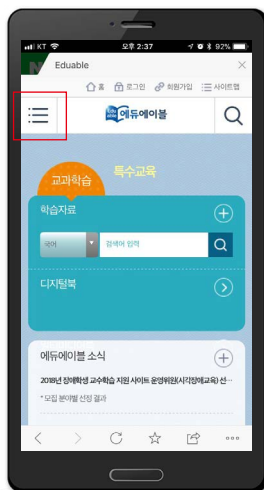 KT 오후 2:37 92%
Eduable
홈 로그인 회원가입 사이트맵
에듀에이블
교과학습 특수교육
학습자료
국어 검색어 입력
디지털북
에듀에이블 소식
2018년 장애학생 교수학습 지원 사이트 운영위원(시각장애교육) 선…
* 모집 분야별 선정 결과